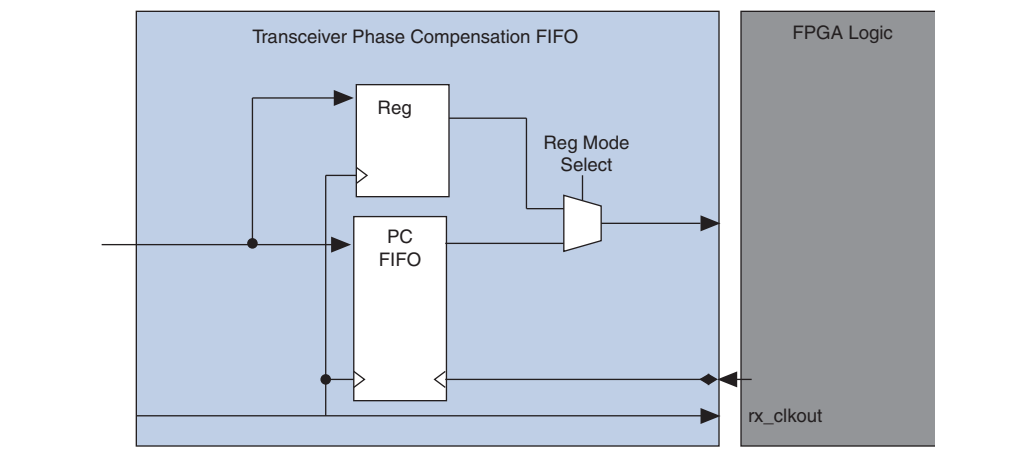 Transceiver Phase Compensation FIFO
FPGA Logic
Reg
Reg Mode
Select
PC
FIFO
rx_clkout